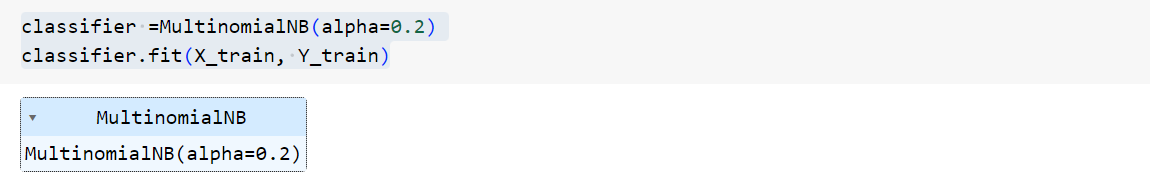 classifier =MultinomialNB(alpha=0.2)
classifier.fit(X_train, Y_train)
MultinomialNB
MultinomialNB(alpha=0.2)